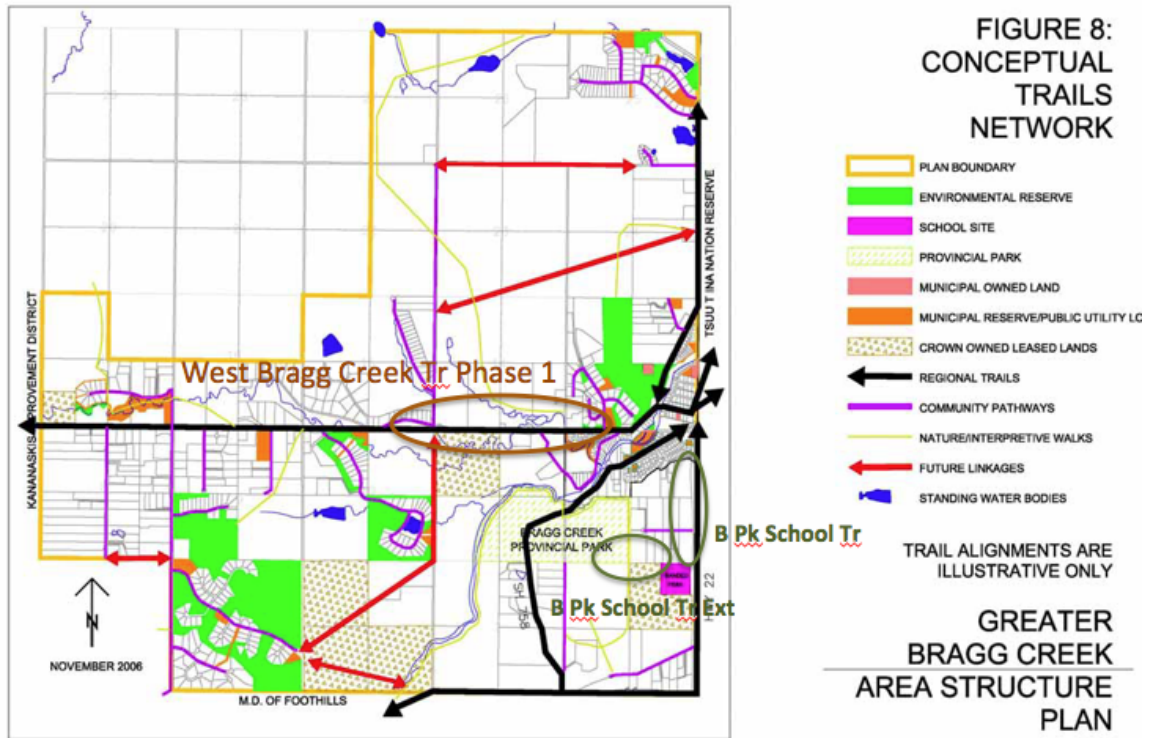 FIGURE 8:
CONCEPTUAL
TRAILS
NETWORK
PLAN BOUNDARY
ENVIRONMENTAL RESERVE
SCHOOL SITE
PROVINCIAL PARK
MUNICIPAL OWNED LAND
MUNICIPAL RESERVE/PUBLIC UTILITY LO
CROWN OWNED LEASED LANDS
REGIONAL TRAILS
COMMUNITY PATHWAYS
NATURE/INTERPRETIVE WALKS
FUTURE LINKAGES
STANDING WATER BODIES
TRAIL ALIGNMENTS ARE
ILLUSTRATIVE ONLY
GREATER
BRAGG CREEK
AREA STRUCTURE
PLAN
TSUU T INA NATION RESERVE
KANANASKIS IMPROVEMENT DISTRICT
West Bragg Creek Tr Phase 1
B Pk School Tr
BRAGG CREEK
PROVINCIAL PARK
B Pk School Tr Ext
SH 758
22
N
NOVEMBER 2006
M.D. OF FOOTHILLS